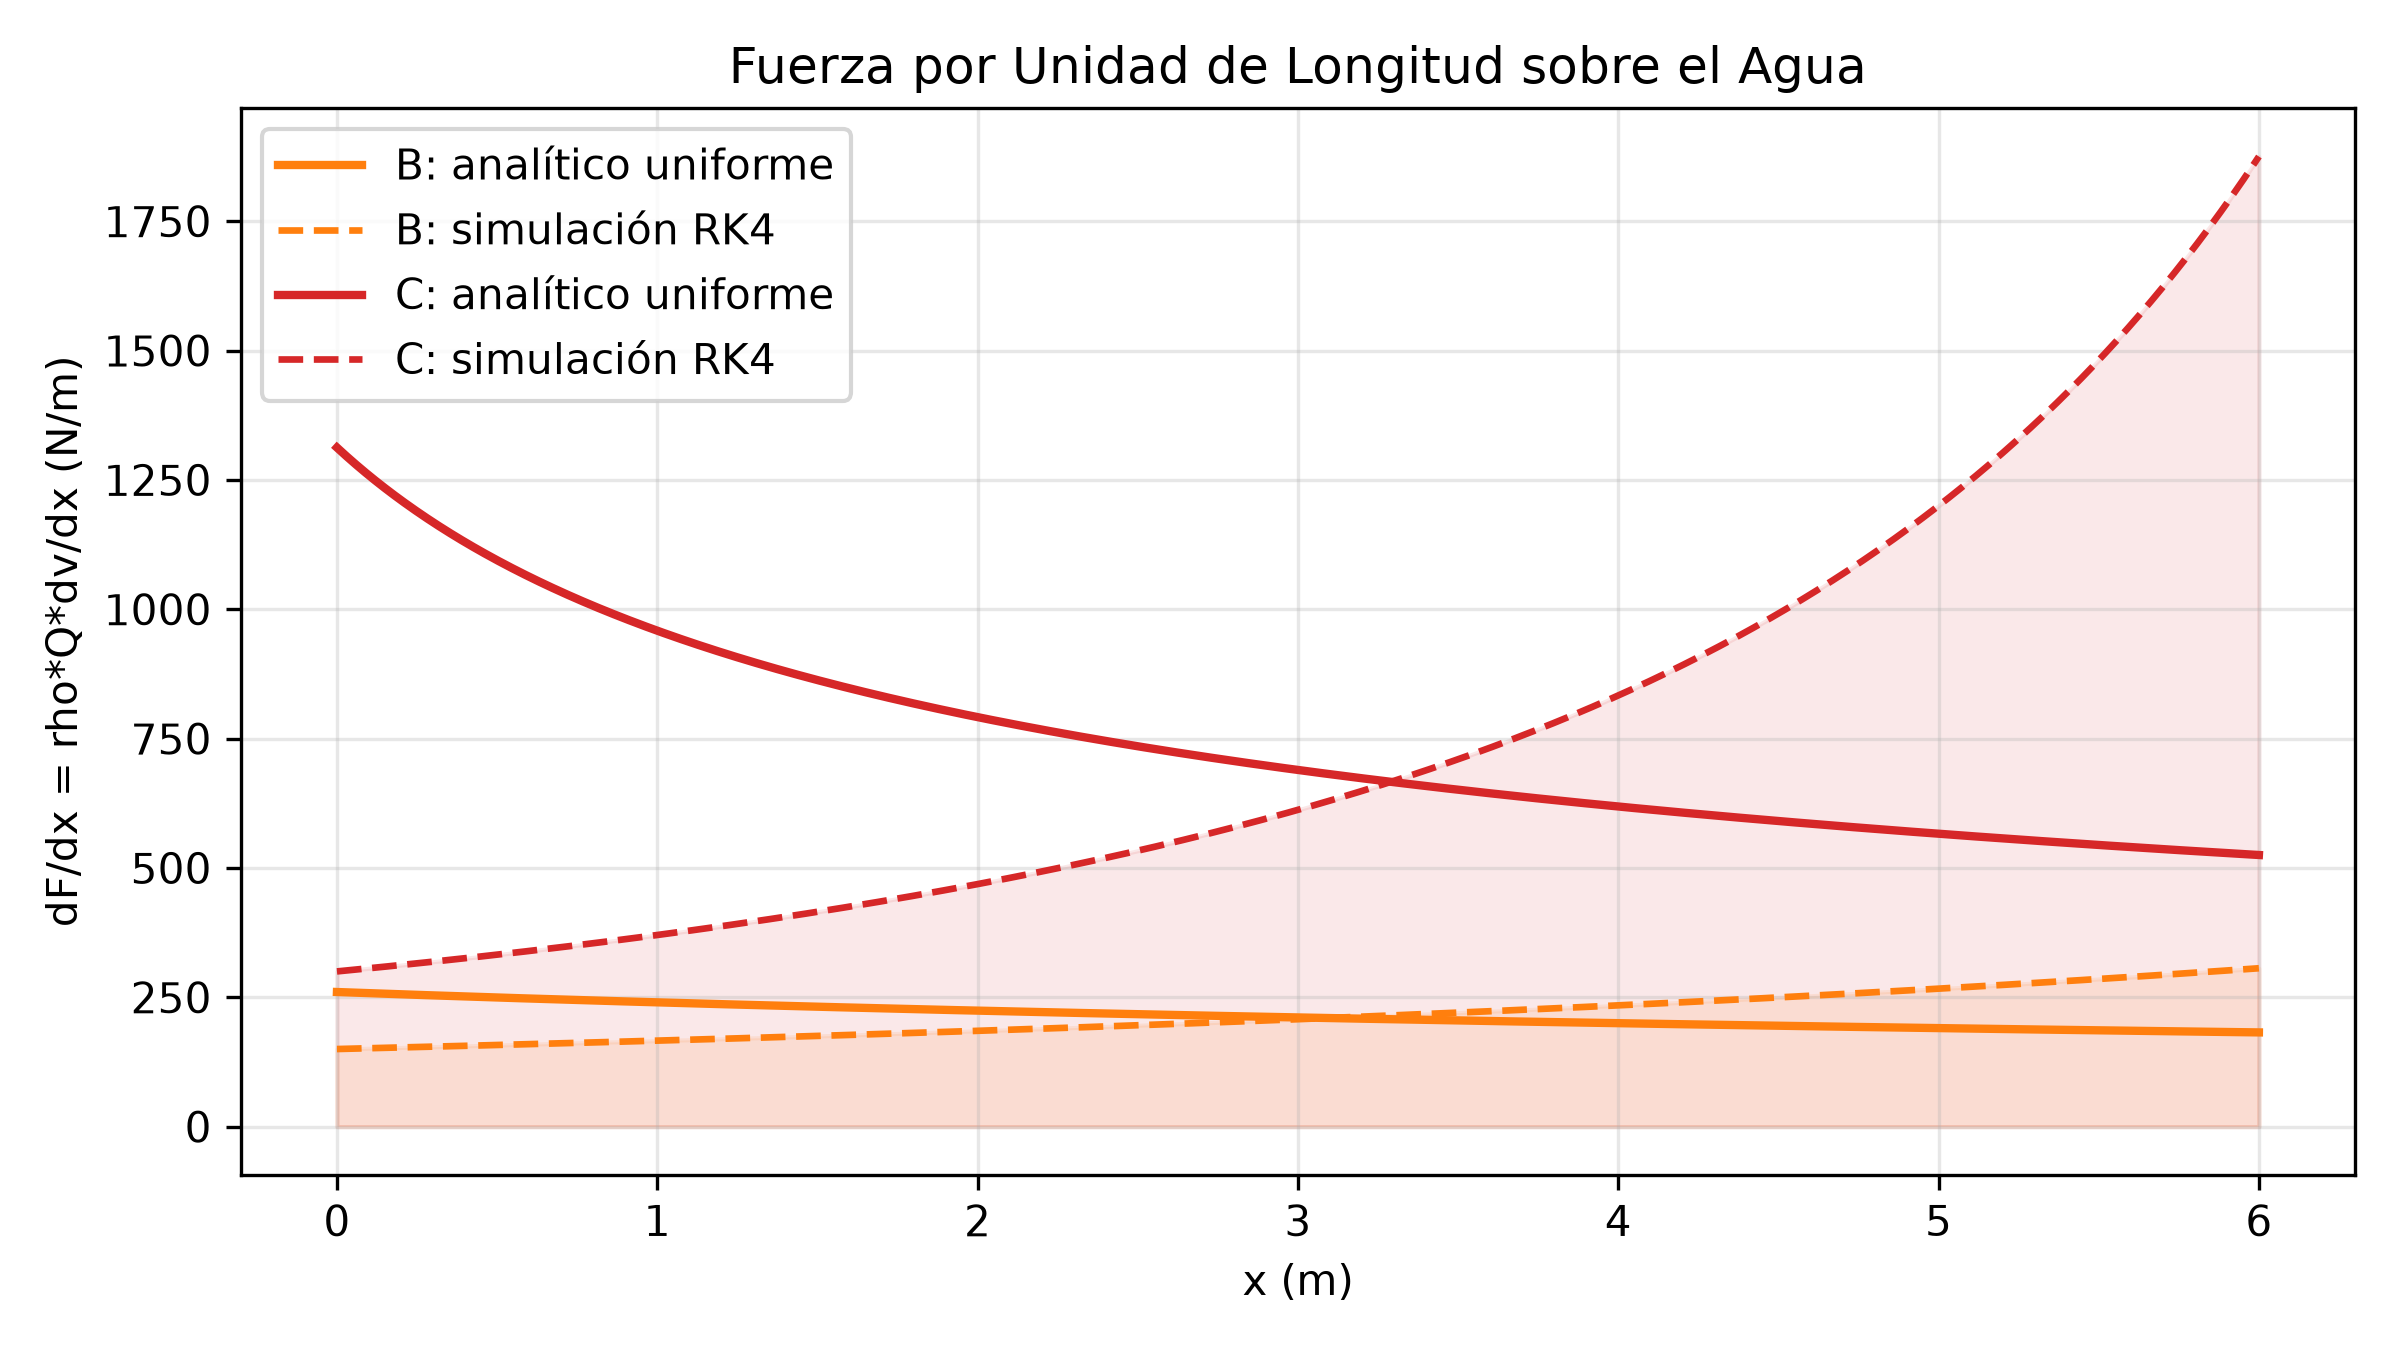 Fuerza por Unidad de Longitud sobre el Agua
B: analítico uniforme
B: simulación RK4
C: analítico uniforme
C: simulación RK4
dF/dx = rho*Q*dv/dx (N/m)
1750
1500
1250
1000
750
500
250
0
0 1 2 3 4 5 6
x (m)